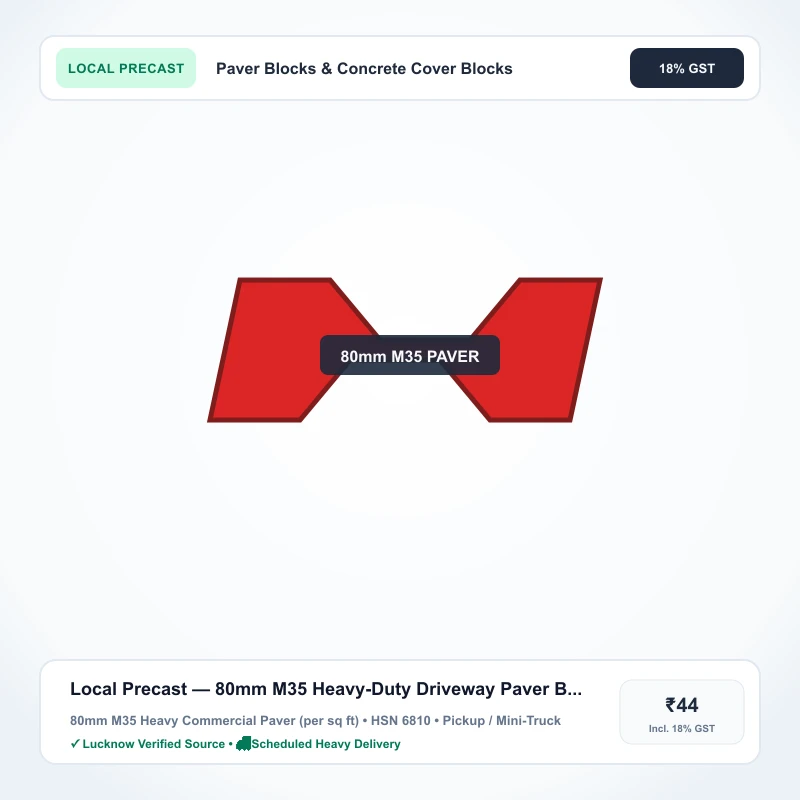 LOCAL PRECAST
Paver Blocks & Concrete Cover Blocks
18% GST
80mm M35 PAVER
Local Precast — 80mm M35 Heavy-Duty Driveway Paver B...
80mm M35 Heavy Commercial Paver (per sq ft) • HSN 6810 • Pickup / Mini-Truck
✓ Lucknow Verified Source • 🚚 Scheduled Heavy Delivery
₹44
Incl. 18% GST